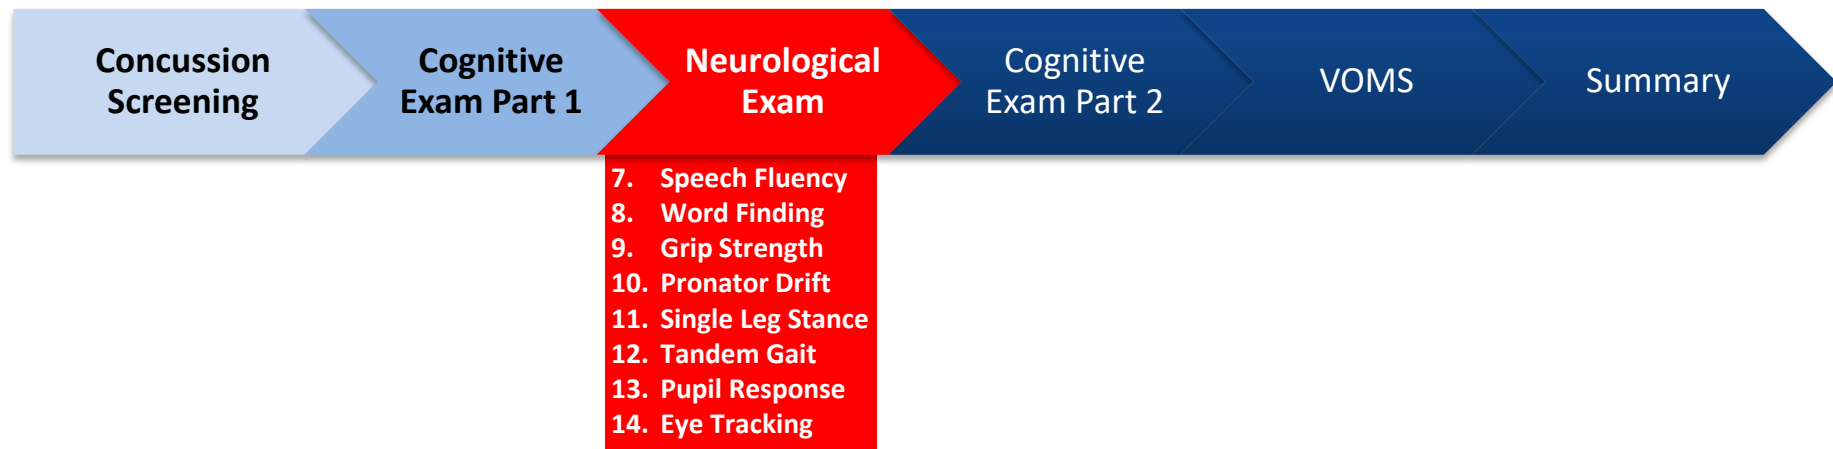 Concussion
Screening
Cognitive
Exam Part 1
Neurological
Exam
Cognitive
Exam Part 2
VOMS
Summary
7. Speech Fluency
8. Word Finding
9. Grip Strength
10. Pronator Drift
11. Single Leg Stance
12. Tandem Gait
13. Pupil Response
14. Eye Tracking